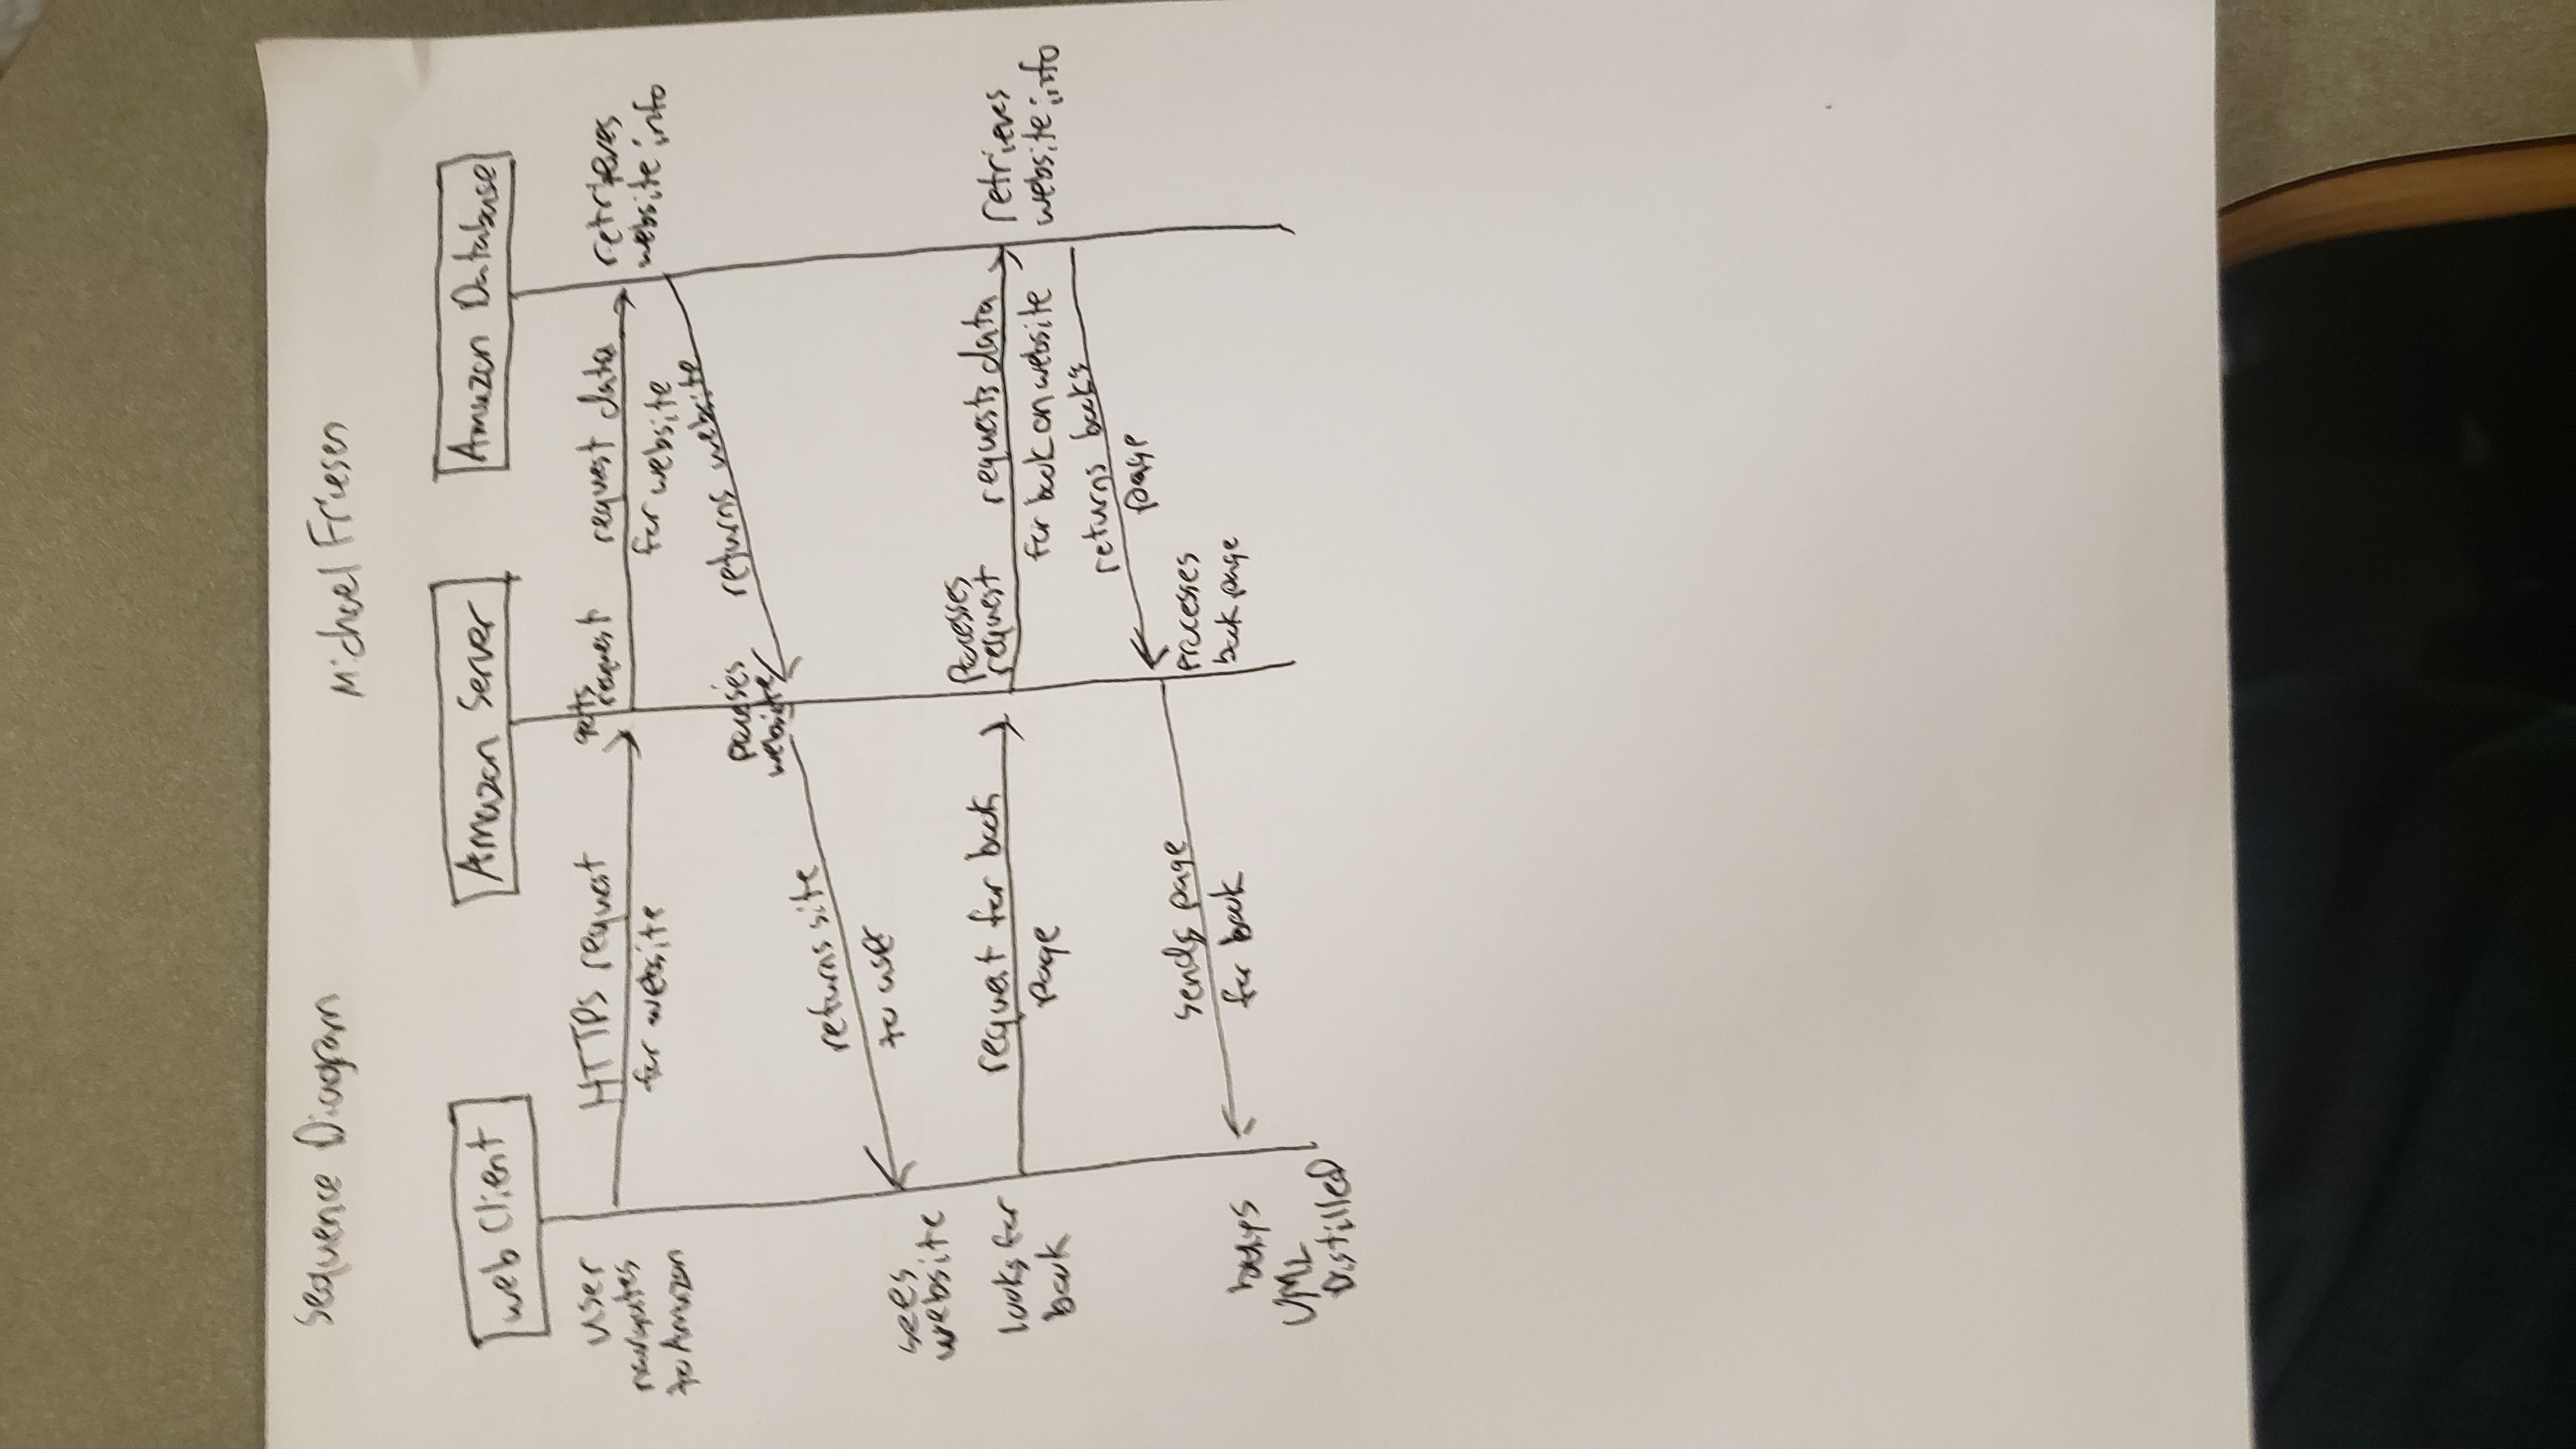 Sequence Diagram
Michael Friesen
web Client
Amazon Server
Amazon Database
user
navigates
to Amazon
HTTPs request
for website
gets
request
request data
for website
retrieves
website info
returns website
website
returns site
to user
sees
website
looks for
book
request for book
page
request
requests data
for book on website
retrieves
website info
returns books
page
Processes
book page
sends page
for book
buys
UML
Distilled